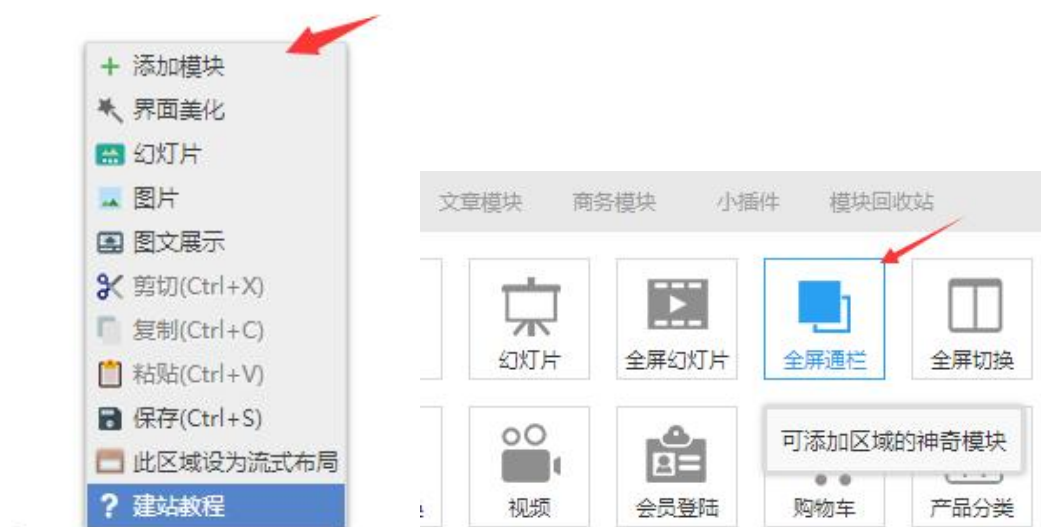 添加模块
界面美化
幻灯片
图片
图文展示
剪切(Ctrl+X)
复制(Ctrl+C)
粘贴(Ctrl+V)
保存(Ctrl+S)
此区域设为流式布局
? 建站教程
文章模块 商务模块 小插件 模块回收站
幻灯片 全屏幻灯片 全屏通栏 全屏切换
可添加区域的神奇模块
视频 会员登陆 购物车 产品分类